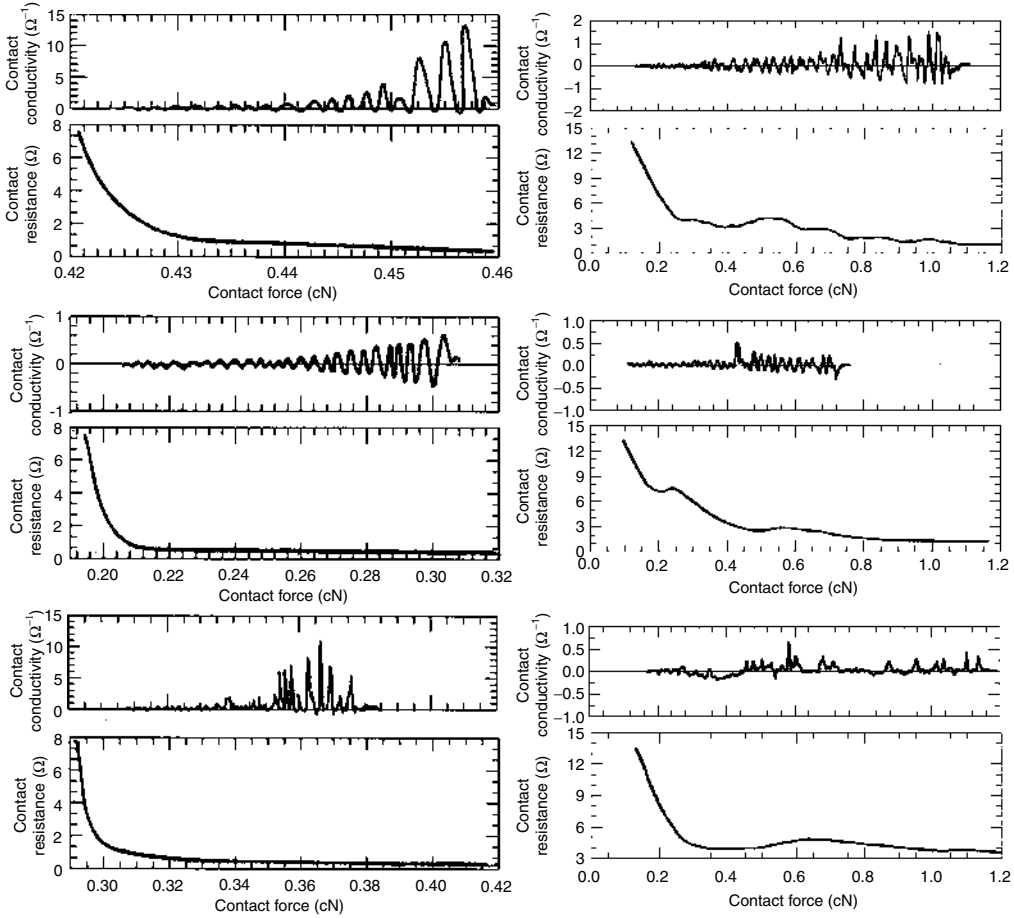 Contact
conductivity (Ω⁻¹)
15
10
5
0
Contact
resistance (Ω)
8
6
4
2
0
0.42 0.43 0.44 0.45 0.46
Contact force (cN)
Contact
conductivity (Ω⁻¹)
2
1
0
−1
−2
Contact
resistance (Ω)
15
12
9
6
3
0
0.0 0.2 0.4 0.6 0.8 1.0 1.2
Contact force (cN)
Contact
conductivity (Ω⁻¹)
1
0
-1
Contact
resistance (Ω)
8
6
4
2
0
0.20 0.22 0.24 0.26 0.28 0.30 0.32
Contact force (cN)
Contact
conductivity (Ω⁻¹)
1.0
0.5
0.0
−0.5
−1.0
Contact
resistance (Ω)
15
12
9
6
3
0
0.0 0.2 0.4 0.6 0.8 1.0 1.2
Contact force (cN)
Contact
conductivity (Ω⁻¹)
15
10
5
0
Contact
resistance (Ω)
8
6
4
2
0
0.30 0.32 0.34 0.36 0.38 0.40 0.42
Contact force (cN)
Contact
conductivity (Ω⁻¹)
1.0
0.5
0.0
−0.5
−1.0
Contact
resistance (Ω)
15
12
9
6
3
0.0 0.2 0.4 0.6 0.8 1.0 1.2
Contact force (cN)